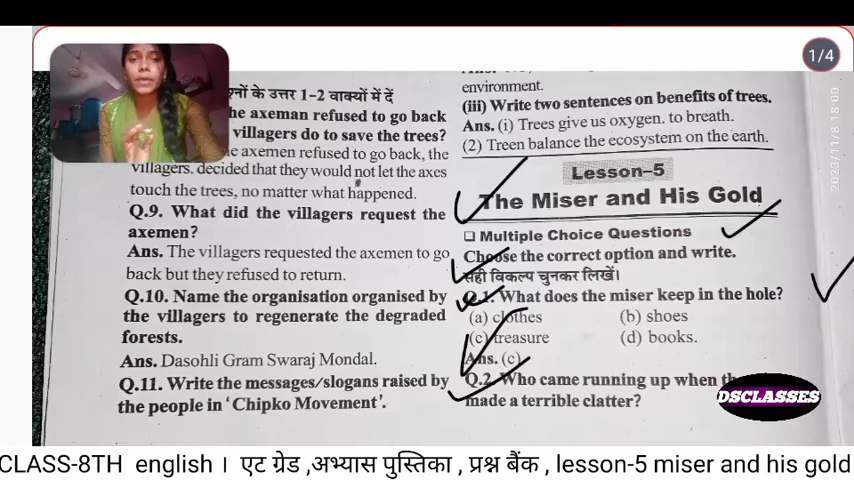 1/4
2023/11/8 18:00
श्नों के उत्तर 1-2 वाक्यों में दें
he axeman refused to go back
villagers do to save the trees?
e axemen refused to go back, the
villagers. decided that they would not let the axes
touch the trees, no matter what happened.
Q.9. What did the villagers request the
axemen?
Ans. The villagers requested the axemen to go
back but they refused to return.
Q.10. Name the organisation organised by
the villagers to regenerate the degraded
forests.
Ans. Dasohli Gram Swaraj Mondal.
Q.11. Write the messages/slogans raised by
the people in ‘Chipko Movement’.
environment.
(iii) Write two sentences on benefits of trees.
Ans. (i) Trees give us oxygen. to breath.
(2) Treen balance the ecosystem on the earth.
Lesson–5
The Miser and His Gold
❑ Multiple Choice Questions
Choose the correct option and write.
सही विकल्प चुनकर लिखें।
Q.1. What does the miser keep in the hole?
(a) clothes (b) shoes
(c) treasure (d) books.
Ans. (c)
Q.2. Who came running up when th
made a terrible clatter?
DSCLASSES
CLASS-8TH english । एट ग्रेड ,अभ्यास पुस्तिका , प्रश्न बैंक , lesson-5 miser and his gold